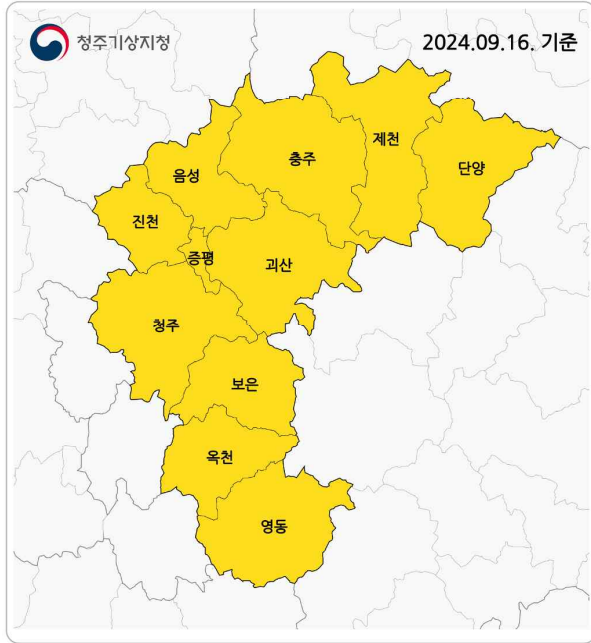 청주기상지청
2024.09.16. 기준
제천
충주
단양
음성
진천
증평
괴산
청주
보은
옥천
영동